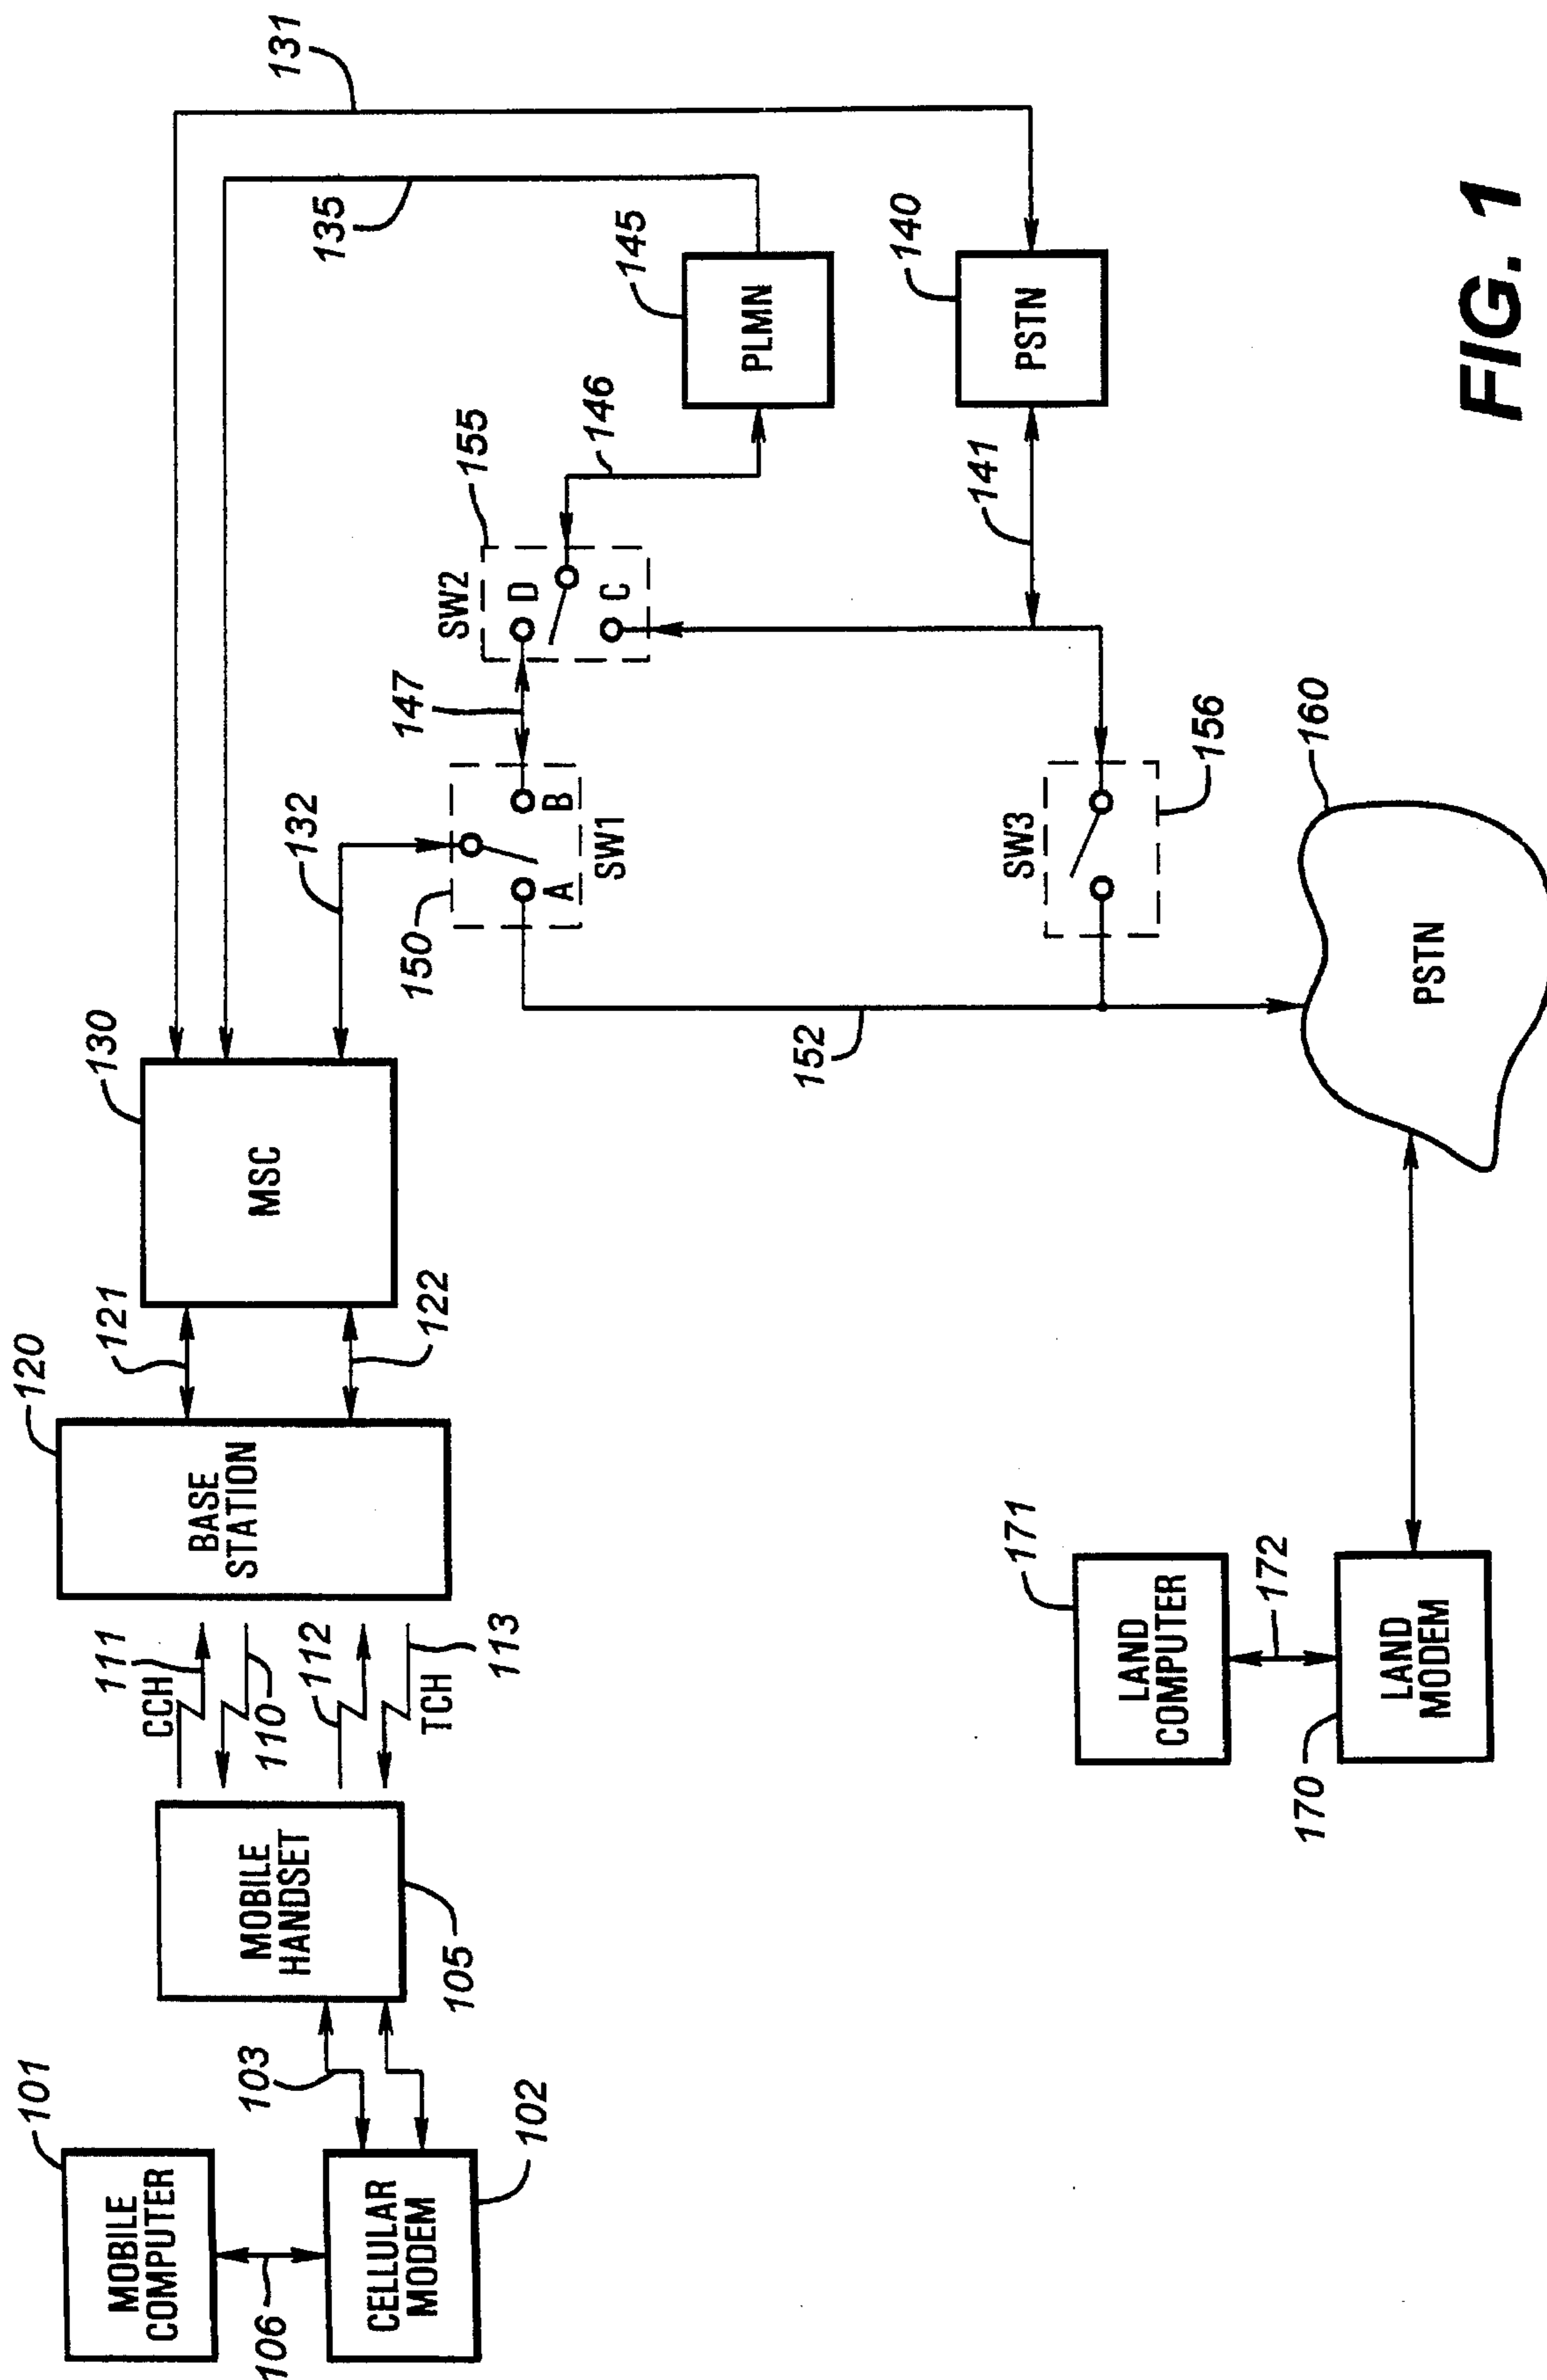 101
MOBILE
COMPUTER
106
CELLULAR
MODEM
102
103
MOBILE
HANDSET
105
CCH
111
110
112
TCH
113
120
BASE
STATION
121
122
130
MSC
132
131
135
150
A
B
SW1
147
SW2
155
D
C
146
145
PLMN
140
PSTN
141
152
SW3
156
160
PSTN
171
LAND
COMPUTER
172
LAND
MODEM
170
FIG. 1